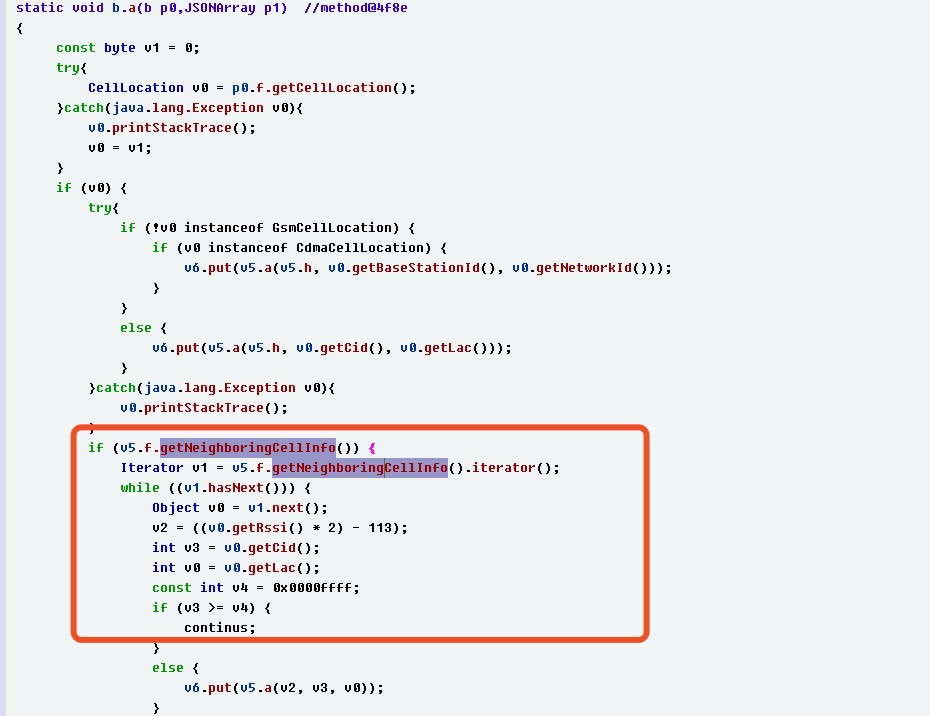 static void b.a(b p0,JSONArray p1)  //method@4f8e
{
const byte v1 = 0;
try{
CellLocation v0 = p0.f.getCellLocation();
}catch(java.lang.Exception v0){
v0.printStackTrace();
v0 = v1;
}
if (v0) {
try{
if (!v0 instanceof GsmCellLocation) {
if (v0 instanceof CdmaCellLocation) {
v6.put(v5.a(v5.h, v0.getBaseStationId(), v0.getNetworkId()));
}
}
else {
v6.put(v5.a(v5.h, v0.getCid(), v0.getLac()));
}
}catch(java.lang.Exception v0){
v0.printStackTrace();
}
if (v5.f.getNeighboringCellInfo()) {
Iterator v1 = v5.f.getNeighboringCellInfo().iterator();
while ((v1.hasNext())) {
Object v0 = v1.next();
v2 = ((v0.getRssi() * 2) - 113);
int v3 = v0.getCid();
int v0 = v0.getLac();
const int v4 = 0x0000ffff;
if (v3 >= v4) {
continus;
}
else {
v6.put(v5.a(v2, v3, v0));
}